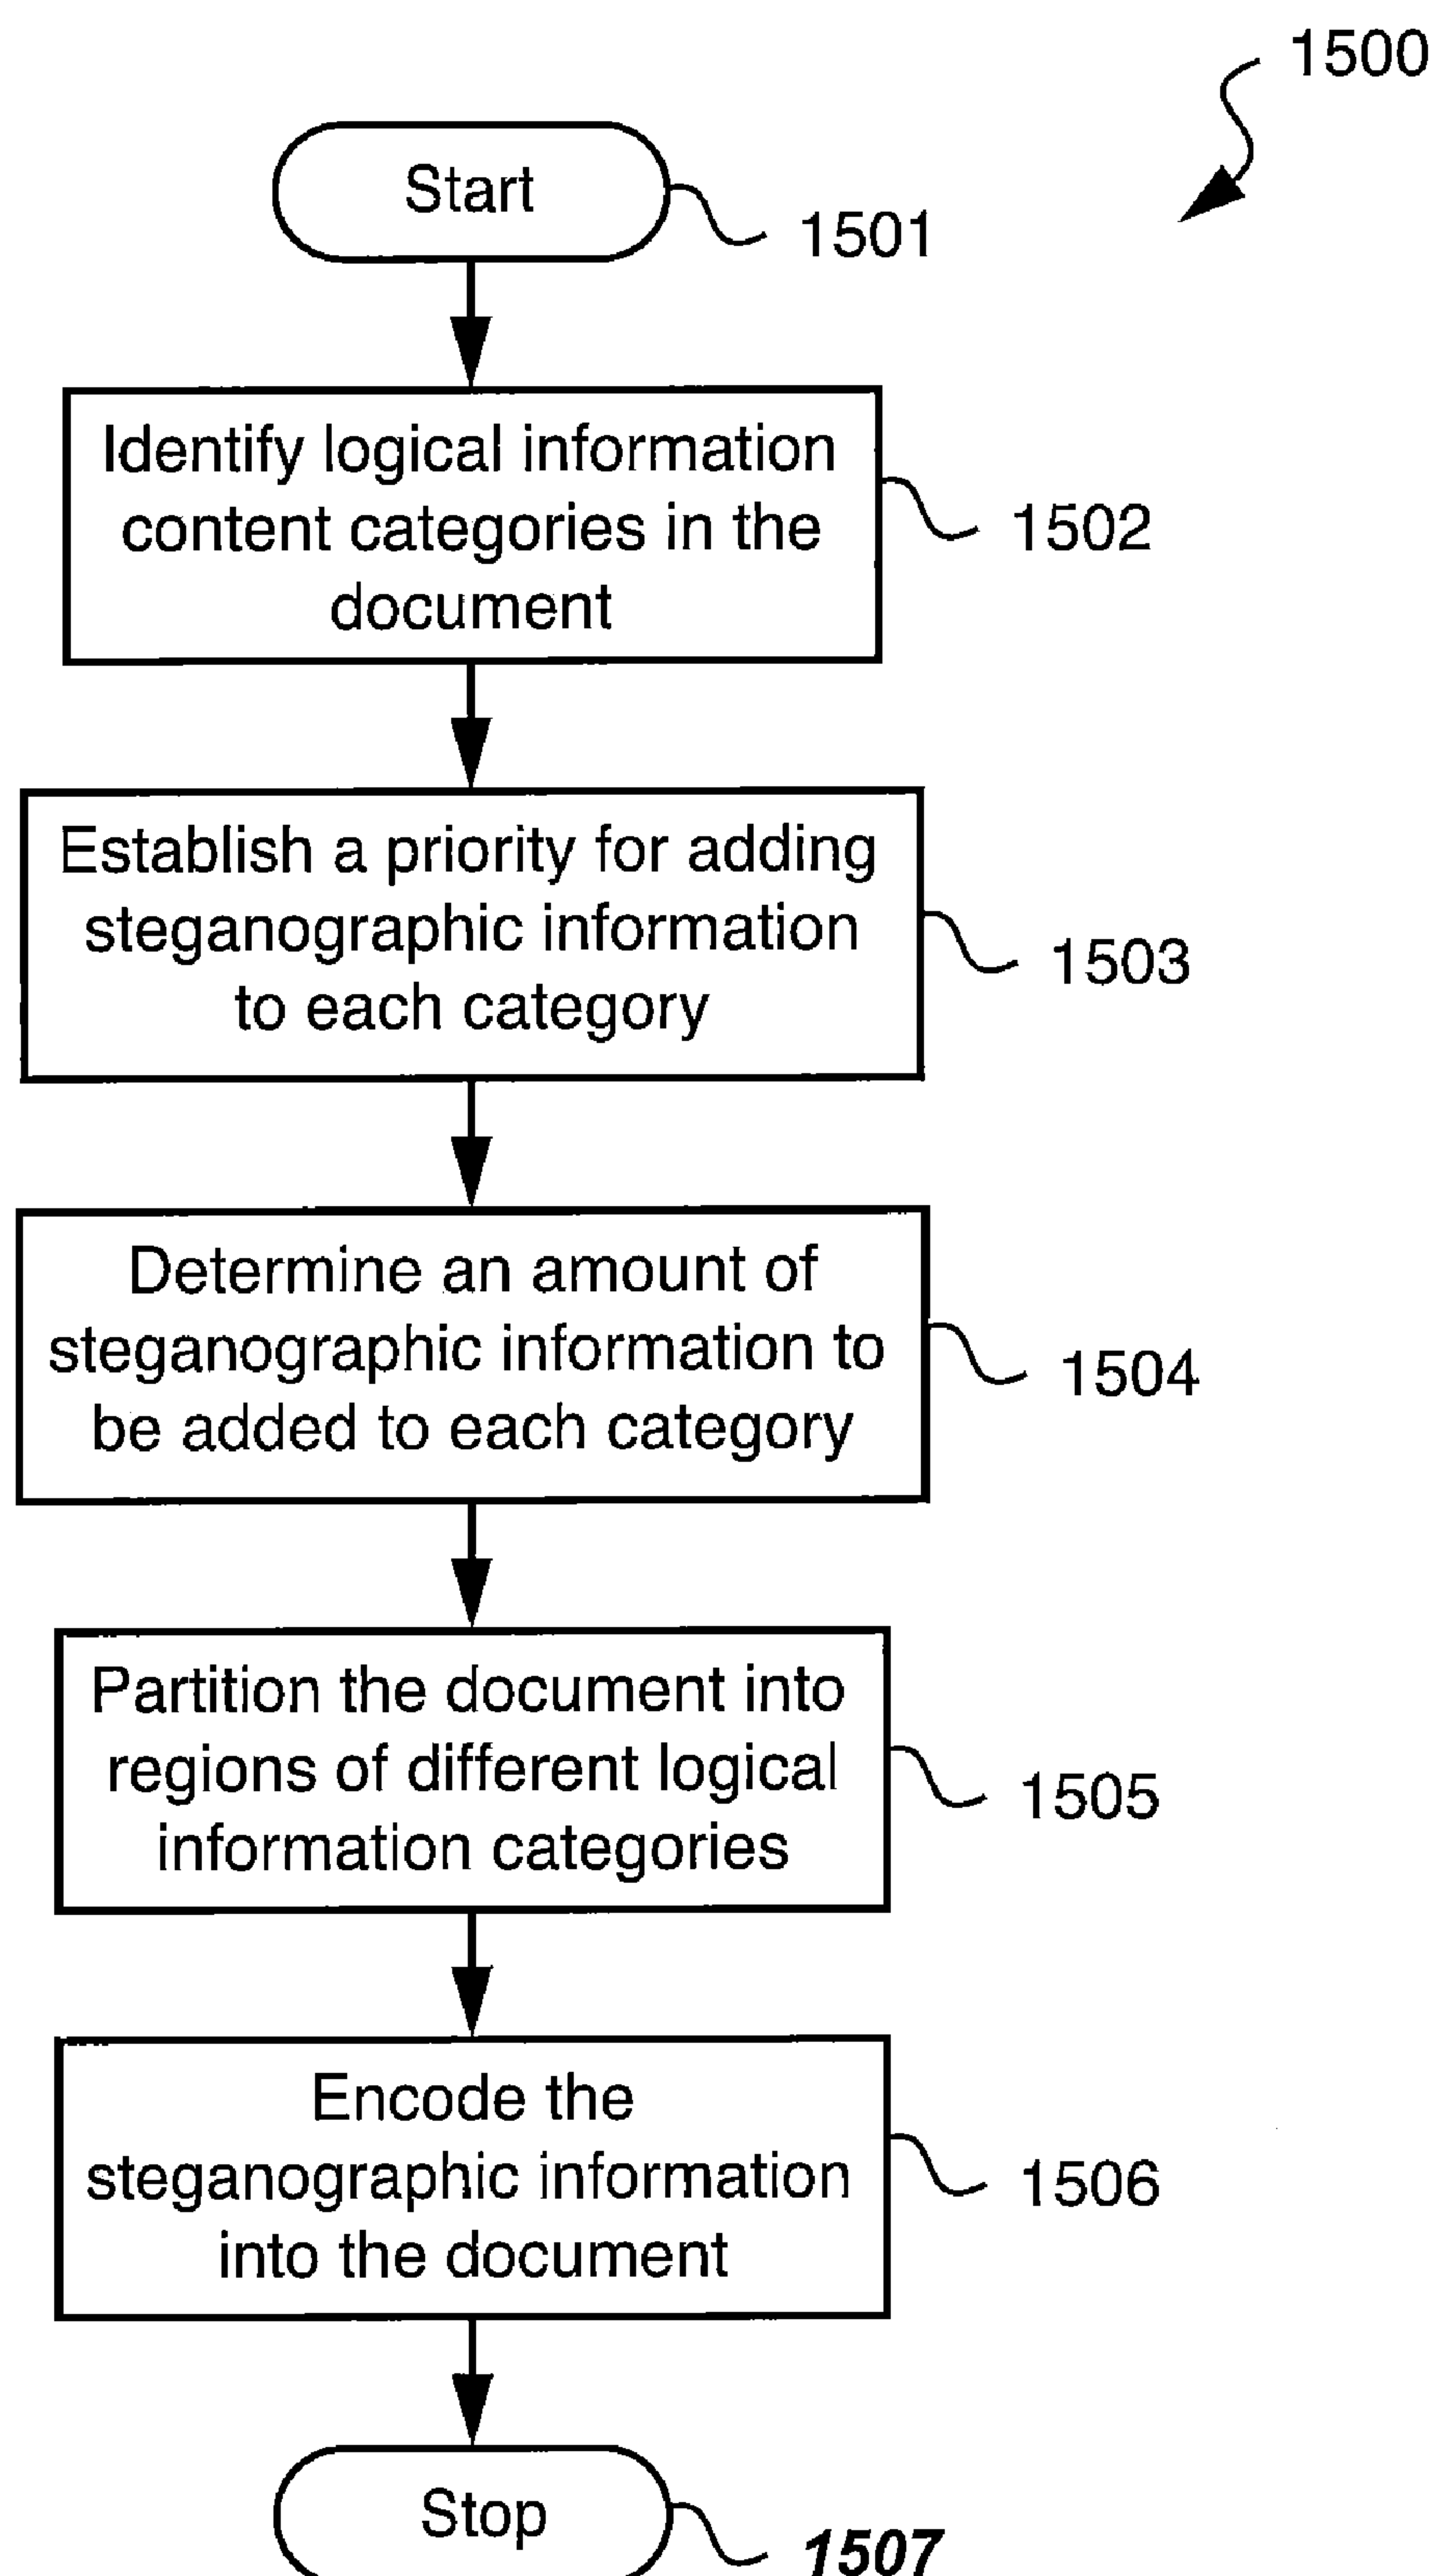 1500
Start
1501
Identify logical information
content categories in the
document
1502
Establish a priority for adding
steganographic information
to each category
1503
Determine an amount of
steganographic information to
be added to each category
1504
Partition the document into
regions of different logical
information categories
1505
Encode the
steganographic information
into the document
1506
Stop
1507